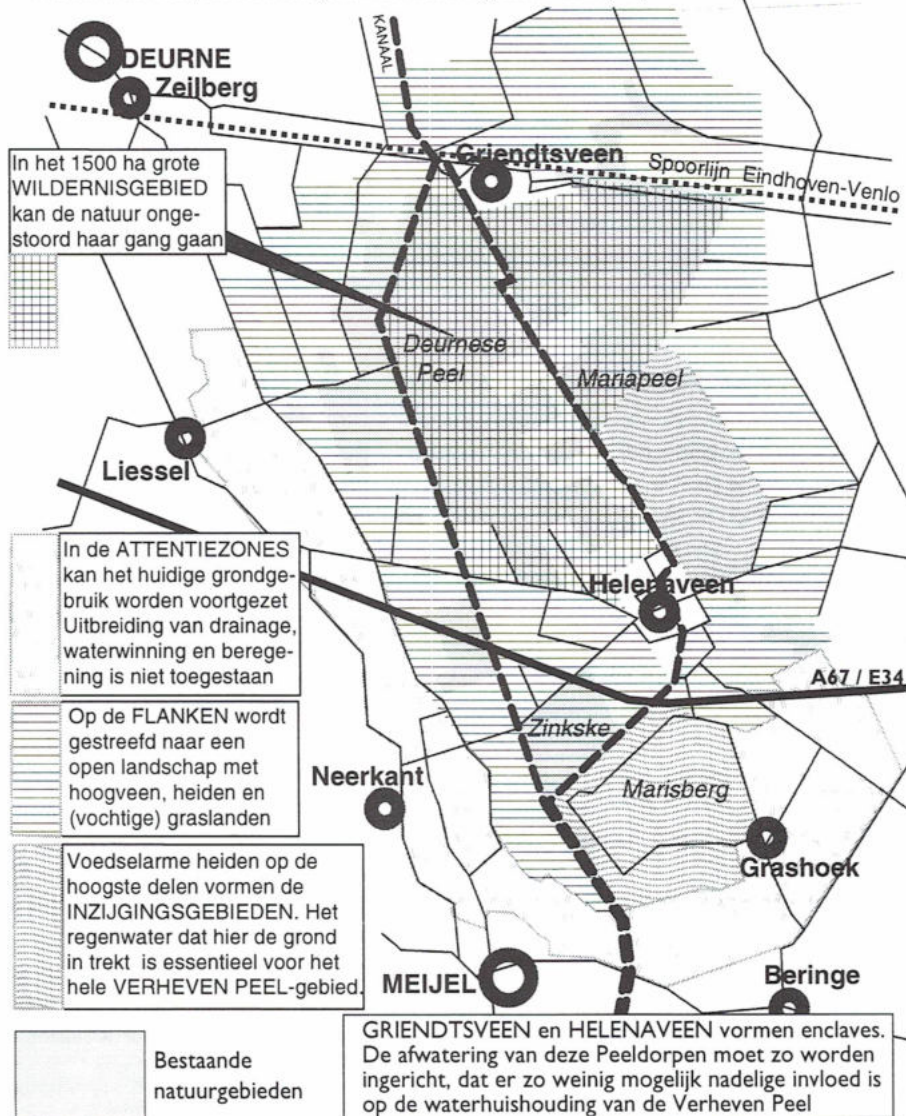 KANAAL
DEURNE
Zeilberg
Griendtsveen
Spoorlijn Eindhoven-Venlo
In het 1500 ha grote
WILDERNISGEBIED
kan de natuur onge-
stoord haar gang gaan
Deurnese
Peel
Mariapeel
Liessel
In de ATTENTIEZONES
kan het huidige grondge-
bruik worden voortgezet
Uitbreiding van drainage,
waterwinning en berege-
ning is niet toegestaan
Helenaveen
A67 / E34
Op de FLANKEN wordt
gestreefd naar een
open landschap met
hoogveen, heiden en
(vochtige) graslanden
Zinkske
Neerkant
Marisberg
Grashoek
Voedselarme heiden op de
hoogste delen vormen de
INZIJGINGSGEBIEDEN. Het
regenwater dat hier de grond
in trekt is essentieel voor het
hele VERHEVEN PEEL-gebied.
MEIJEL
Beringe
Bestaande
natuurgebieden
GRIENDTSVEEN en HELENAVEEN vormen enclaves.
De afwatering van deze Peeldorpen moet zo worden
ingericht, dat er zo weinig mogelijk nadelige invloed is
op de waterhuishouding van de Verheven Peel